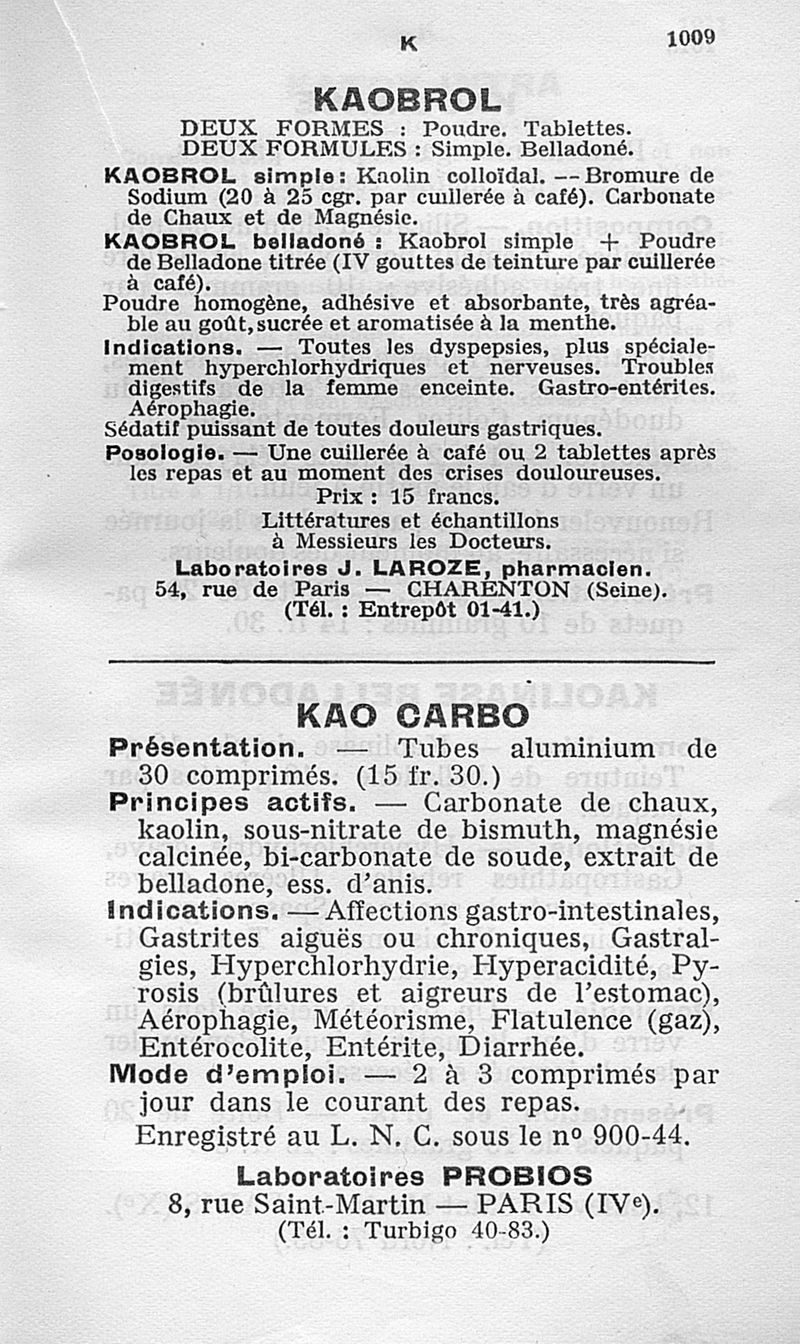 K
1009
KAOBROL
DEUX FORMES : Poudre. Tablettes.
DEUX FORMULES : Simple. Belladoné.
KAOBROL simple : Kaolin colloïdal. — Bromure de
Sodium (20 à 25 cgr. par cuillerée à café). Carbonate
de Chaux et de Magnésie.
KAOBROL belladoné : Kaobrol simple + Poudre
de Belladone titrée (IV gouttes de teinture par cuillerée
à café).
Poudre homogène, adhésive et absorbante, très agréa-
ble au goût, sucrée et aromatisée à la menthe.
Indications. — Toutes les dyspepsies, plus spéciale-
ment hyperchlorhydriques et nerveuses. Troubles
digestifs de la femme enceinte. Gastro-entérites.
Aérophagie.
Sédatif puissant de toutes douleurs gastriques.
Posologie. — Une cuillerée à café ou 2 tablettes après
les repas et au moment des crises douloureuses.
Prix : 15 francs.
Littératures et échantillons
à Messieurs les Docteurs.
Laboratoires J. LAROZE, pharmacien.
54, rue de Paris — CHARENTON (Seine).
(Tél. : Entrepôt 01-41.)
KAO CARBO
Présentation. — Tubes aluminium de
30 comprimés. (15 fr. 30.)
Principes actifs. — Carbonate de chaux,
kaolin, sous-nitrate de bismuth, magnésie
calcinée, bi-carbonate de soude, extrait de
belladone, ess. d'anis.
Indications. — Affections gastro-intestinales,
Gastrites aiguës ou chroniques, Gastral-
gies, Hyperchlorhydrie, Hyperacidité, Py-
rosis (brûlures et aigreurs de l'estomac),
Aérophagie, Météorisme, Flatulence (gaz),
Entérocolite, Entérite, Diarrhée.
Mode d'emploi. — 2 à 3 comprimés par
jour dans le courant des repas.
Enregistré au L. N. C. sous le nº 900-44.
Laboratoires PROBIOS
8, rue Saint-Martin — PARIS (IVᵉ).
(Tél. : Turbigo 40-83.)